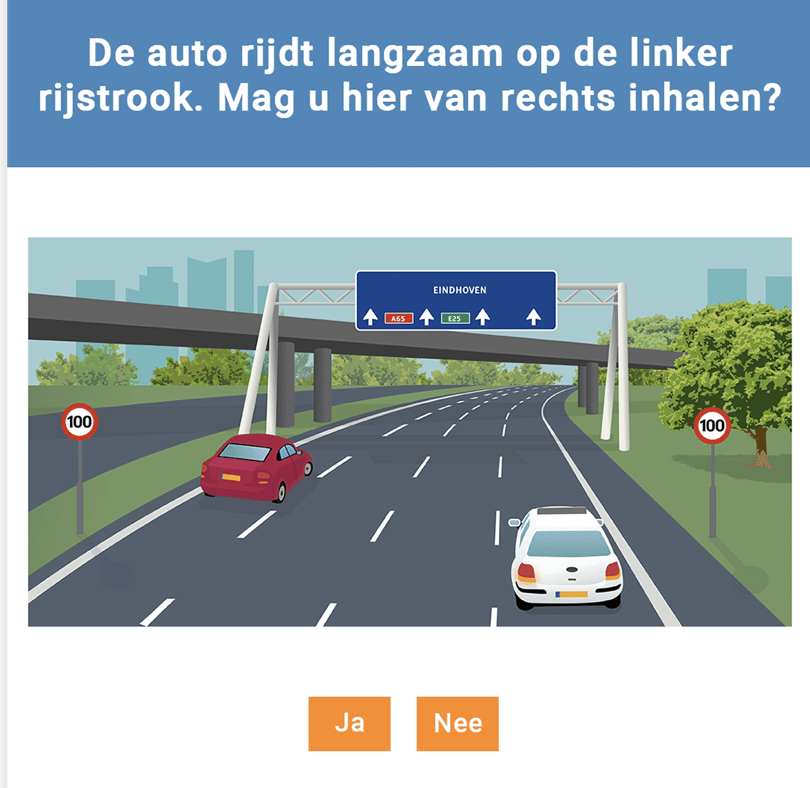 De auto rijdt langzaam op de linker
rijstrook. Mag u hier van rechts inhalen?
EINDHOVEN
A65 E25
100 100
Ja Nee